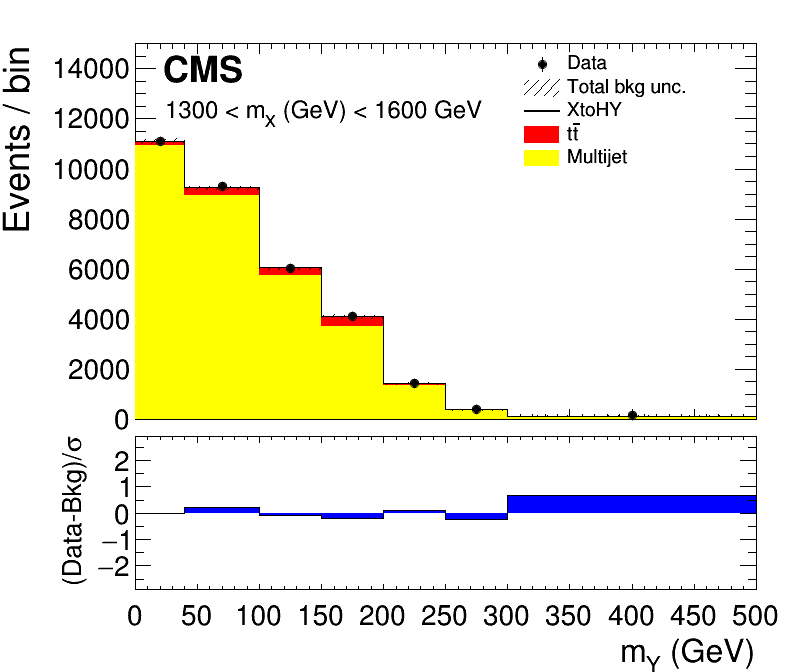 Events / bin
14000
12000
10000
8000
6000
4000
2000
0
CMS
1300 < m_X (GeV) < 1600 GeV
Data
Total bkg unc.
XtoHY
tt̄
Multijet
(Data-Bkg)/σ
2
1
0
−1
−2
0 50 100 150 200 250 300 350 400 450 500
m_Y (GeV)